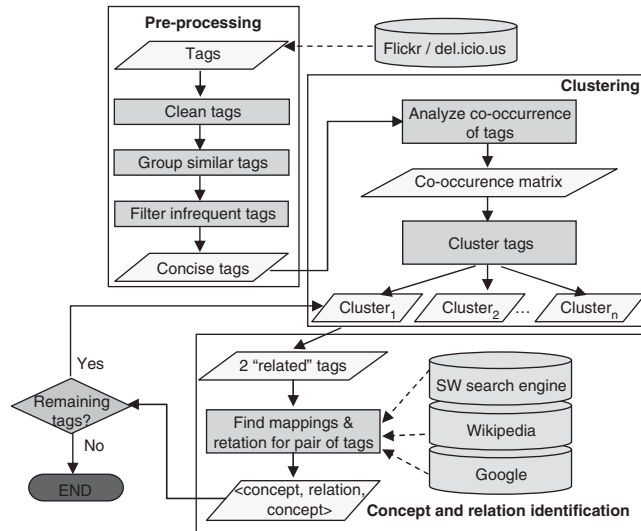 Pre-processing
Tags
Flickr / del.icio.us
Clean tags
Group similar tags
Filter infrequent tags
Concise tags
Clustering
Analyze co-occurrence
of tags
Co-occurence matrix
Cluster tags
Cluster1
Cluster2
...
Clustern
2 “related” tags
Find mappings &
retation for pair of tags
<concept, relation,
concept>
SW search engine
Wikipedia
Google
Concept and relation identification
Yes
Remaining
tags?
No
END